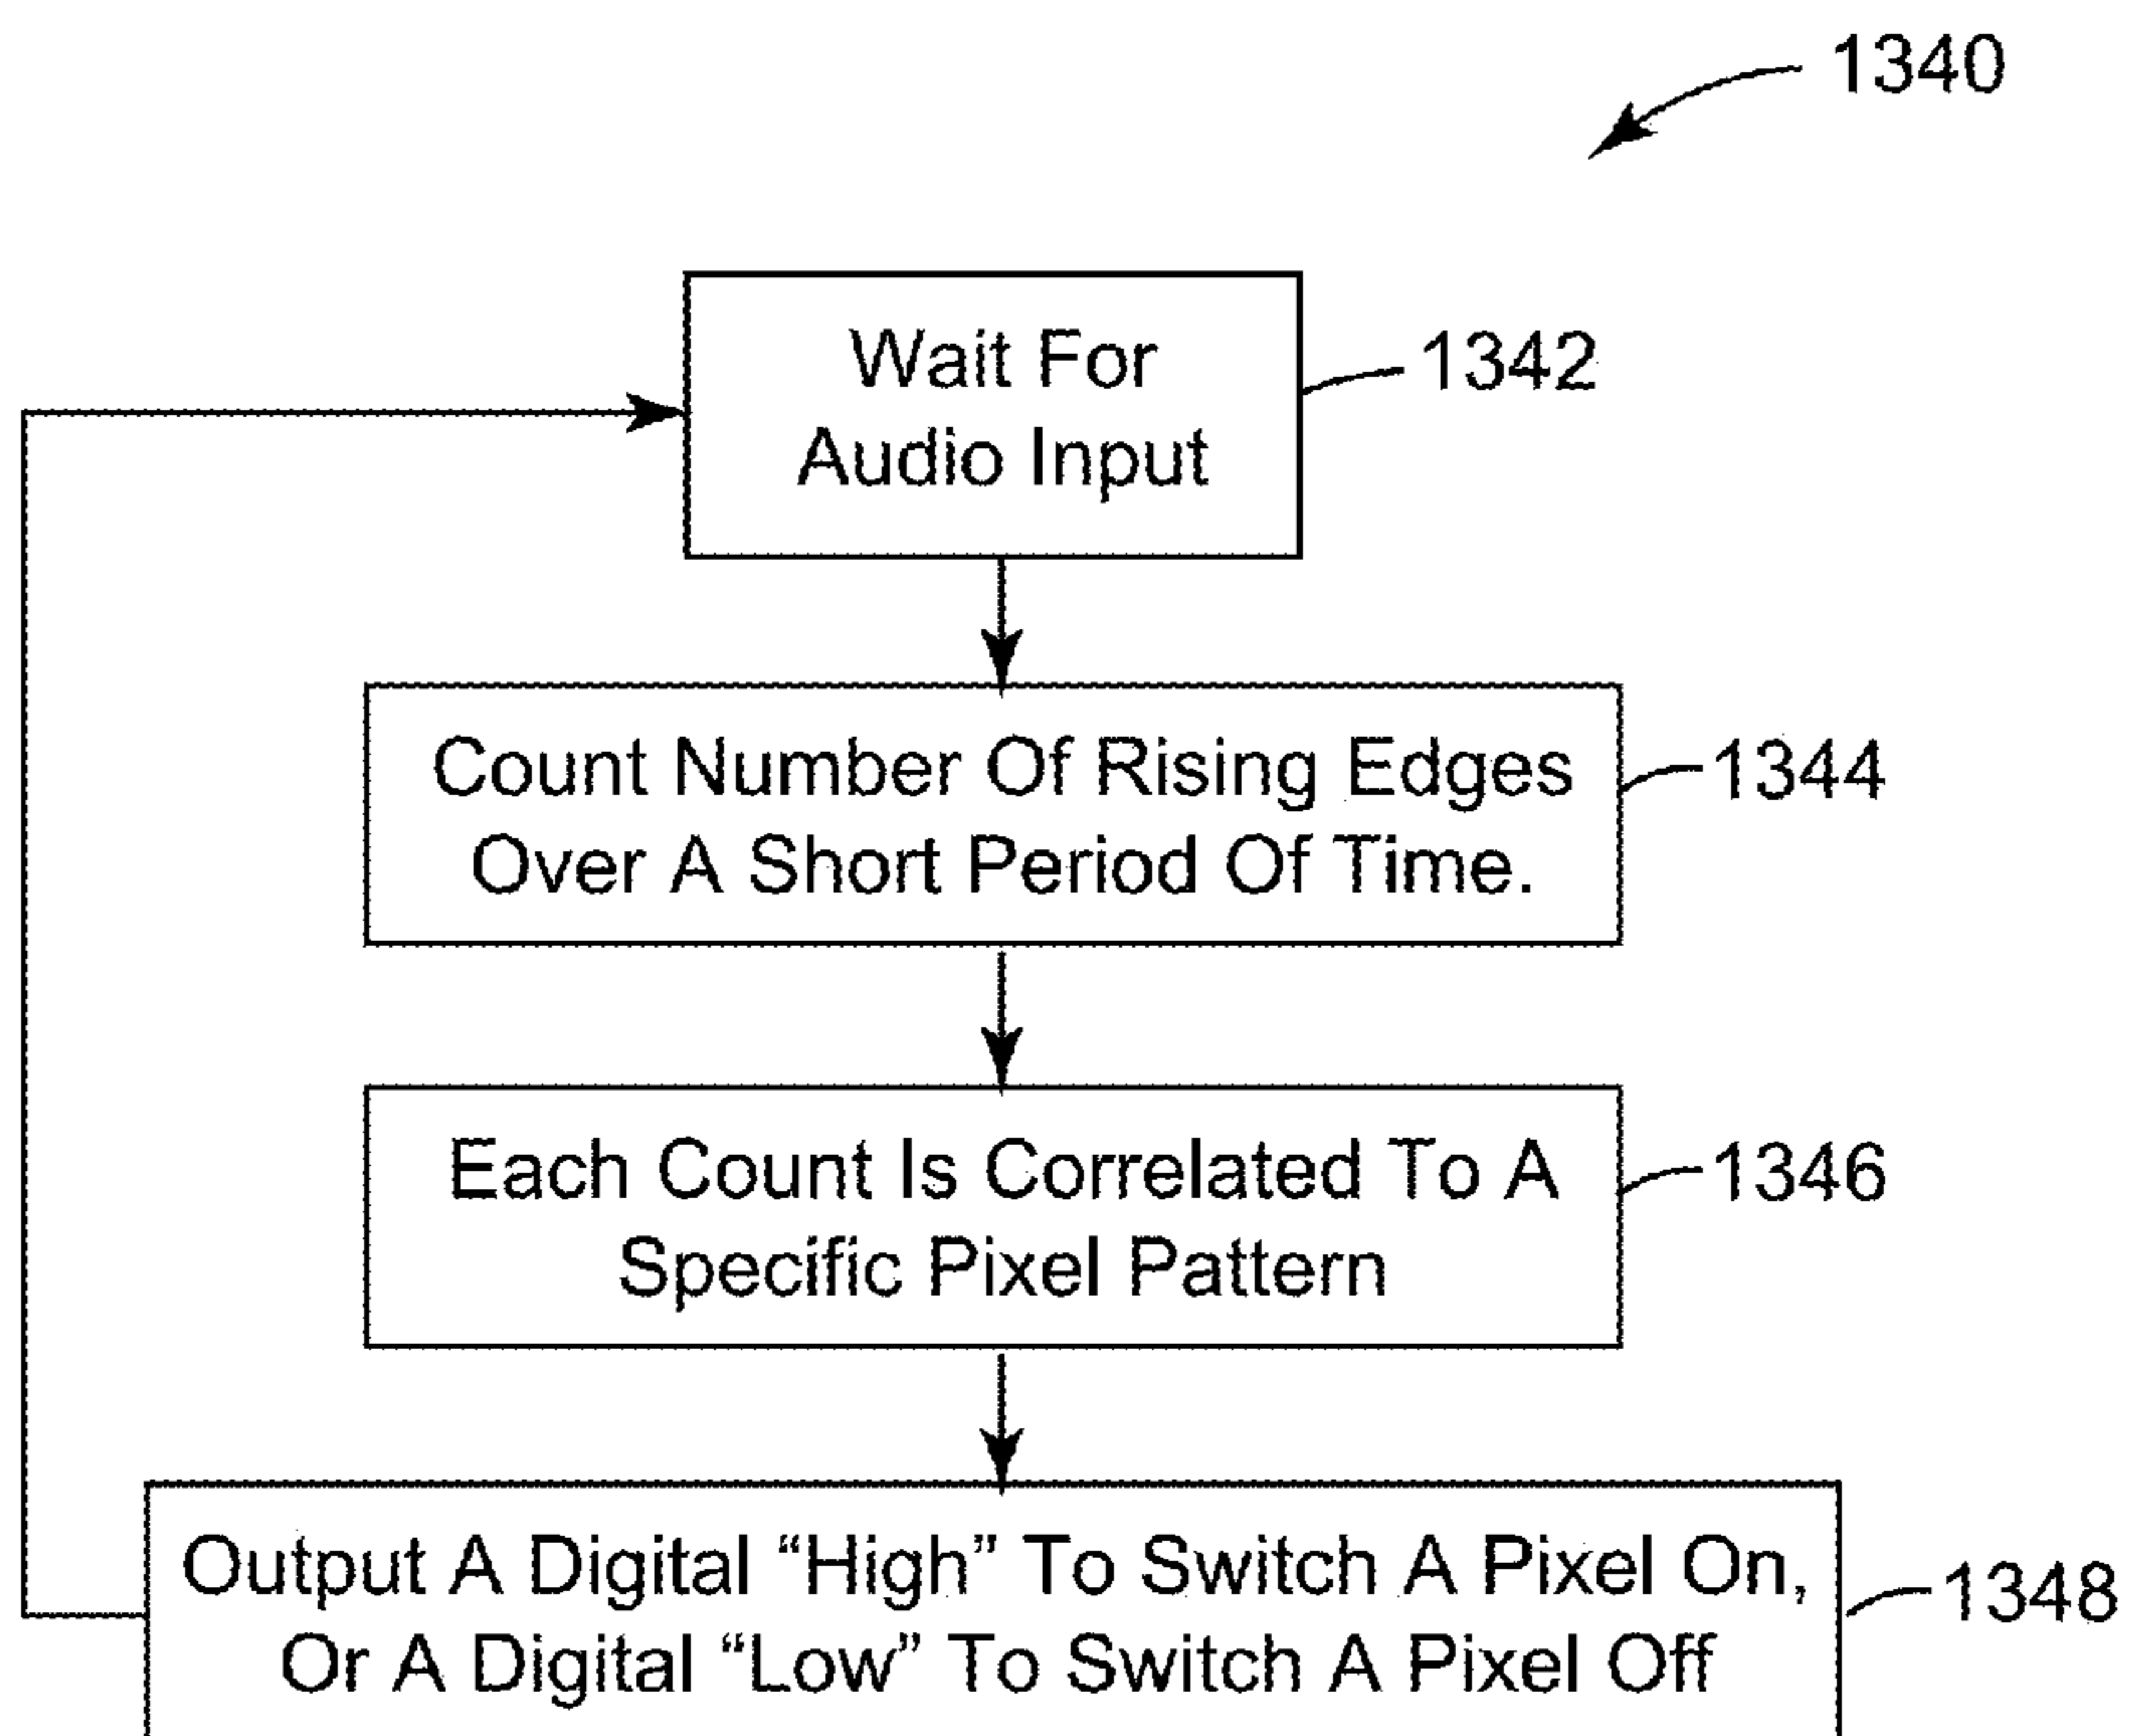 1340
Wait For
Audio Input
1342
Count Number Of Rising Edges
Over A Short Period Of Time.
1344
Each Count Is Correlated To A
Specific Pixel Pattern
1346
Output A Digital “High” To Switch A Pixel On,
Or A Digital “Low” To Switch A Pixel Off
1348